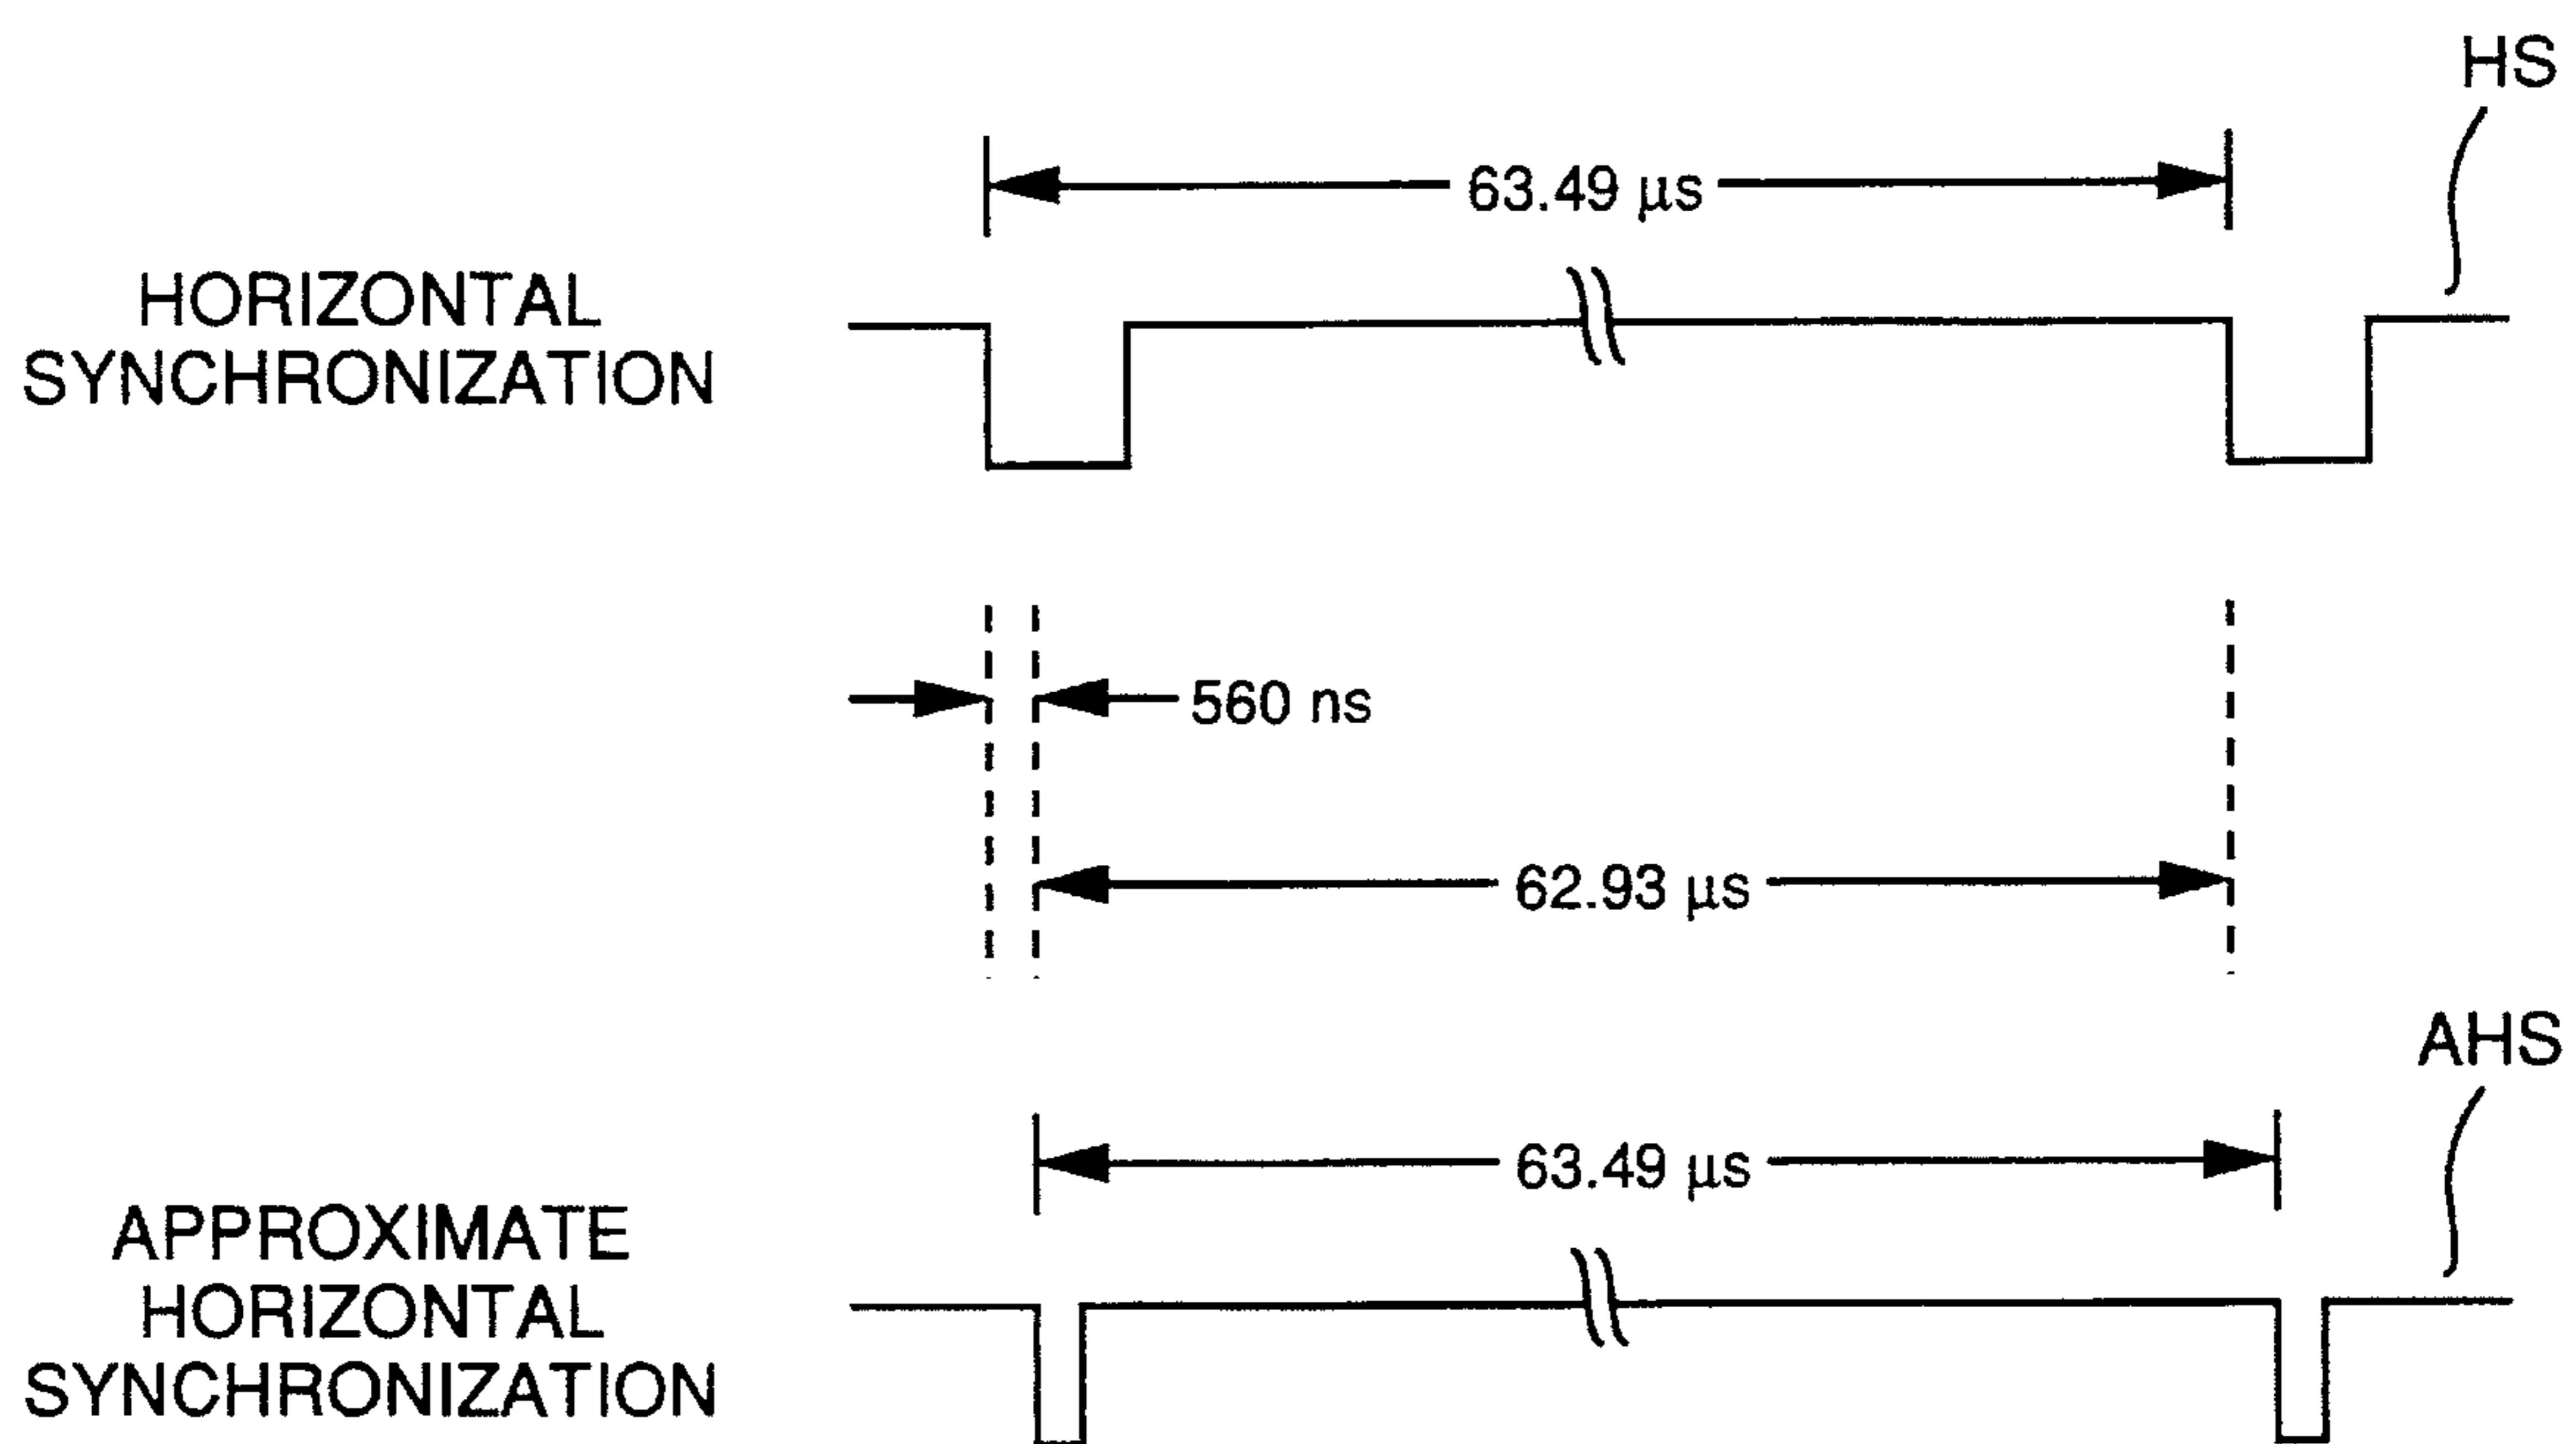 HS
63.49 µs
HORIZONTAL
SYNCHRONIZATION
560 ns
62.93 µs
AHS
63.49 µs
APPROXIMATE
HORIZONTAL
SYNCHRONIZATION